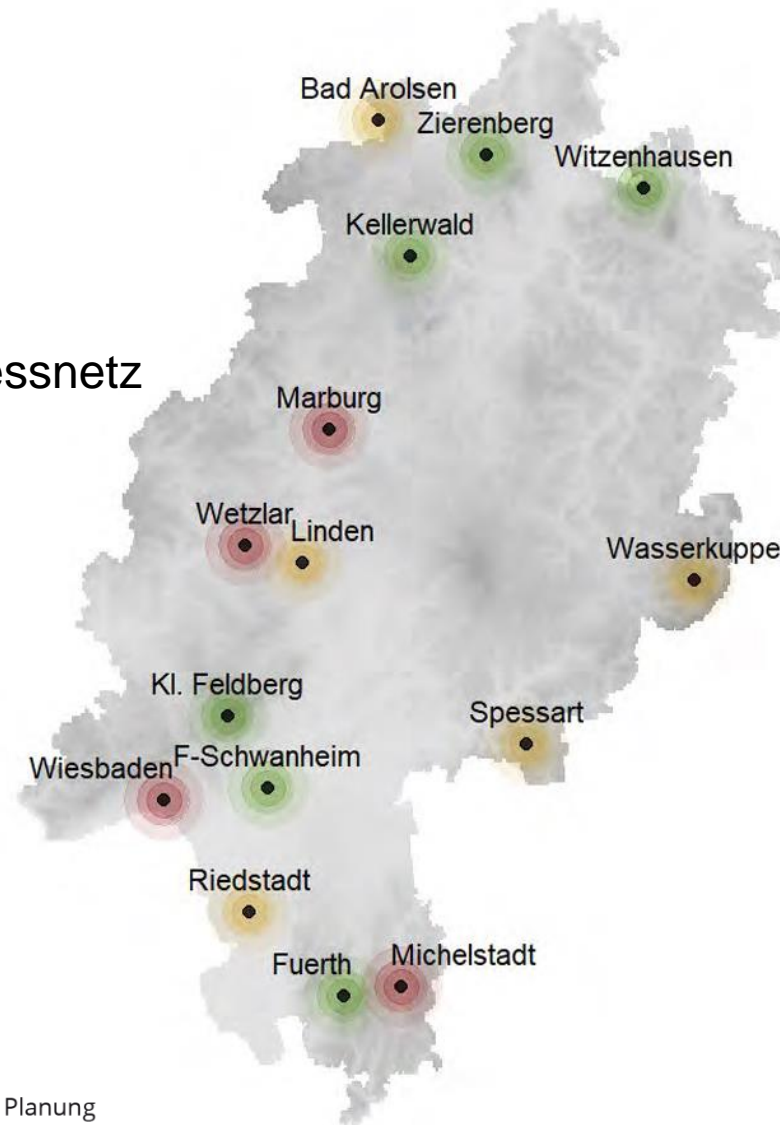 Bad Arolsen
Zierenberg
Witzenhausen
Kellerwald
essnetz
Marburg
Wetzlar
Linden
Wasserkuppe
Kl. Feldberg
Spessart
F-Schwanheim
Wiesbaden
Riedstadt
Michelstadt
Fuerth
Planung